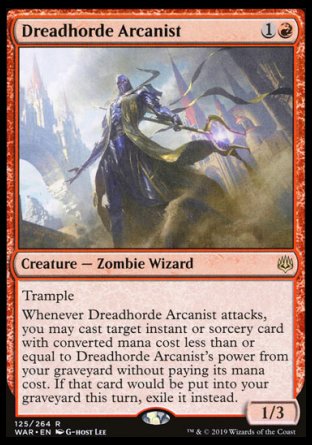 Dreadhorde Arcanist 1
Creature — Zombie Wizard
Trample
Whenever Dreadhorde Arcanist attacks,
you may cast target instant or sorcery card
with converted mana cost less than or
equal to Dreadhorde Arcanist's power from
your graveyard without paying its mana
cost. If that card would be put into your
graveyard this turn, exile it instead.
1/3
125/264 R
WAR • EN G-host Lee
™ & © 2019 Wizards of the Coast